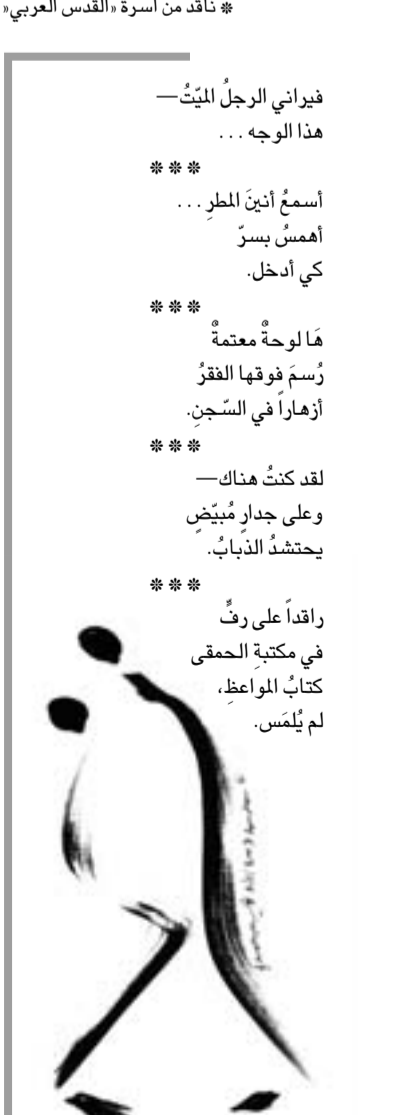 ❊ ناقد من أسرة «القدس العربي»
فيراني الرجلُ الميّتُ—
هذا الوجه . . .
❊ ❊ ❊
أسمعُ أنينَ المطرِ . . .
أهمسُ بسرّ
كي أدخل.
❊ ❊ ❊
هَا لوحةٌ معتمةٌ
رُسمَ فوقها الفقرُ
أزهاراً في السّجنِ.
❊ ❊ ❊
لقد كنتُ هناك—
وعلى جدارٍ مُبيّضٍ
يحتشدُ الذبابُ.
❊ ❊ ❊
راقداً على رفٍّ
في مكتبةِ الحمقى
كتابُ المواعظِ،
لم يُلمَس.